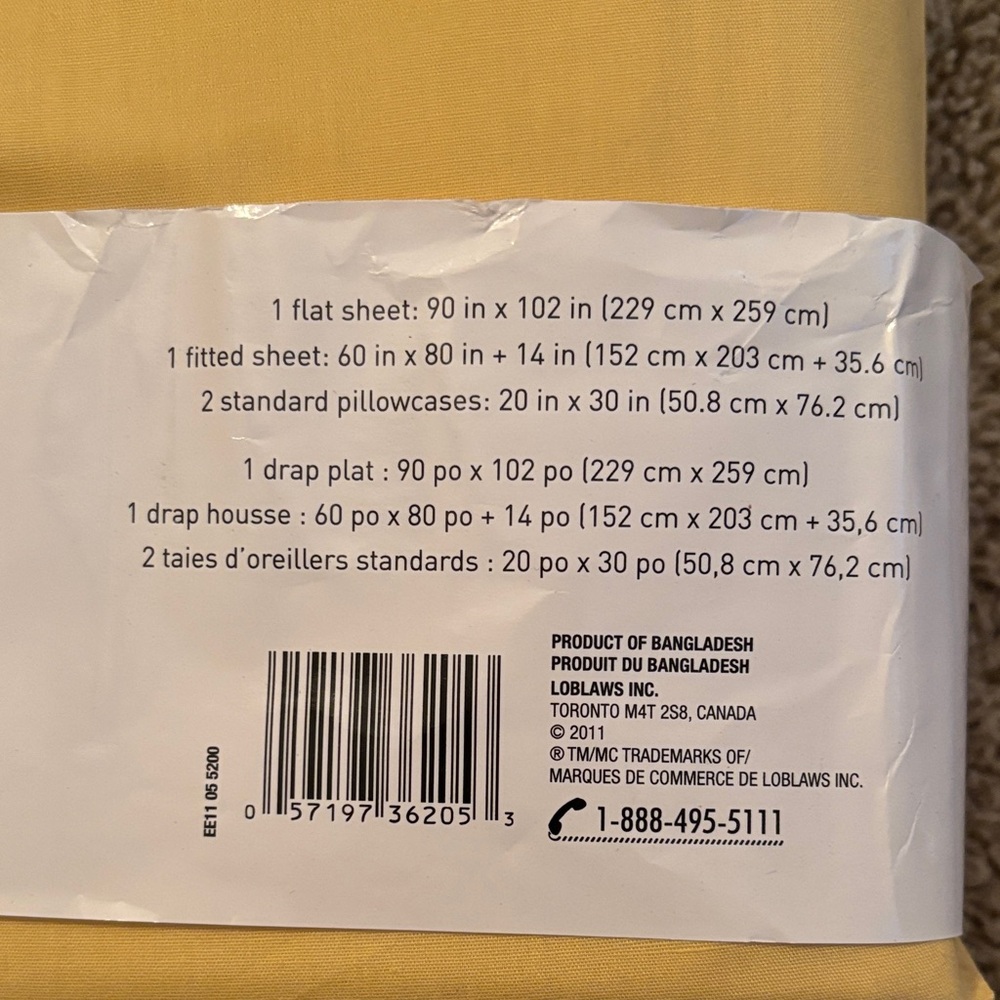 1 flat sheet: 90 in x 102 in (229 cm x 259 cm)
1 fitted sheet: 60 in x 80 in + 14 in (152 cm x 203 cm + 35.6 cm)
2 standard pillowcases: 20 in x 30 in (50.8 cm x 76.2 cm)
1 drap plat : 90 po x 102 po (229 cm x 259 cm)
1 drap housse : 60 po x 80 po + 14 po (152 cm x 203 cm + 35,6 cm)
2 taies d'oreillers standards : 20 po x 30 po (50,8 cm x 76,2 cm)
EE11 05 5200
0 57197 36205 3
PRODUCT OF BANGLADESH
PRODUIT DU BANGLADESH
LOBLAWS INC.
TORONTO M4T 2S8, CANADA
© 2011
® TM/MC TRADEMARKS OF/
MARQUES DE COMMERCE DE LOBLAWS INC.
1-888-495-5111